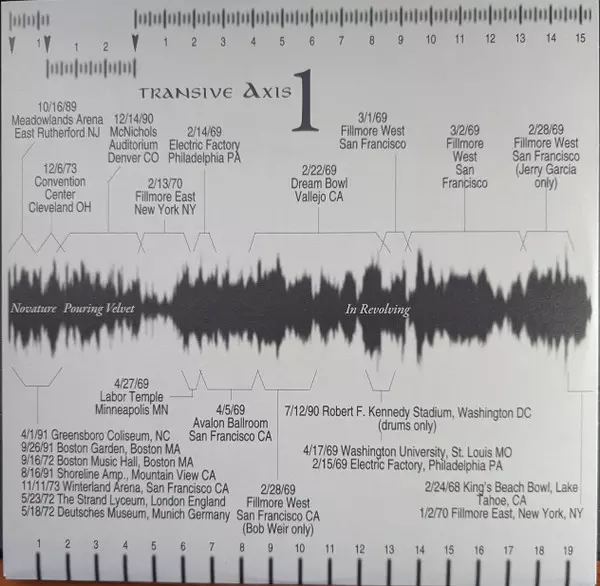 1 1 2 3 4 5 6 7 8 9 10 11 12 13 14 15
1 2
TRANSIVE AXIS 1
10/16/89
Meadowlands Arena
East Rutherford NJ
12/14/90
McNichols
Auditorium
Denver CO
2/14/69
Electric Factory
Philadelphia PA
3/1/69
Fillmore West
San Francisco
3/2/69
Fillmore
West
San
Francisco
2/28/69
Fillmore West
San Francisco
(Jerry Garcia
only)
12/6/73
Convention
Center
Cleveland OH
2/13/70
Fillmore East
New York NY
2/22/69
Dream Bowl
Vallejo CA
Novature Pouring Velvet In Revolving
4/27/69
Labor Temple
Minneapolis MN
4/5/69
Avalon Ballroom
San Francisco CA
7/12/90 Robert F. Kennedy Stadium, Washington DC
(drums only)
4/1/91 Greensboro Coliseum, NC
9/26/91 Boston Garden, Boston MA
9/16/72 Boston Music Hall, Boston MA
8/16/91 Shoreline Amp., Mountain View CA
11/11/73 Winterland Arena, San Francisco CA
5/23/72 The Strand Lyceum, London England
5/18/72 Deutsches Museum, Munich Germany
2/28/69
Fillmore West
San Francisco CA
(Bob Weir only)
4/17/69 Washington University, St. Louis MO
2/15/69 Electric Factory, Philadelphia PA
2/24/68 King's Beach Bowl, Lake
Tahoe, CA
1/2/70 Fillmore East, New York, NY
1 2 3 4 5 6 7 8 9 10 11 12 13 14 15 16 17 18 19